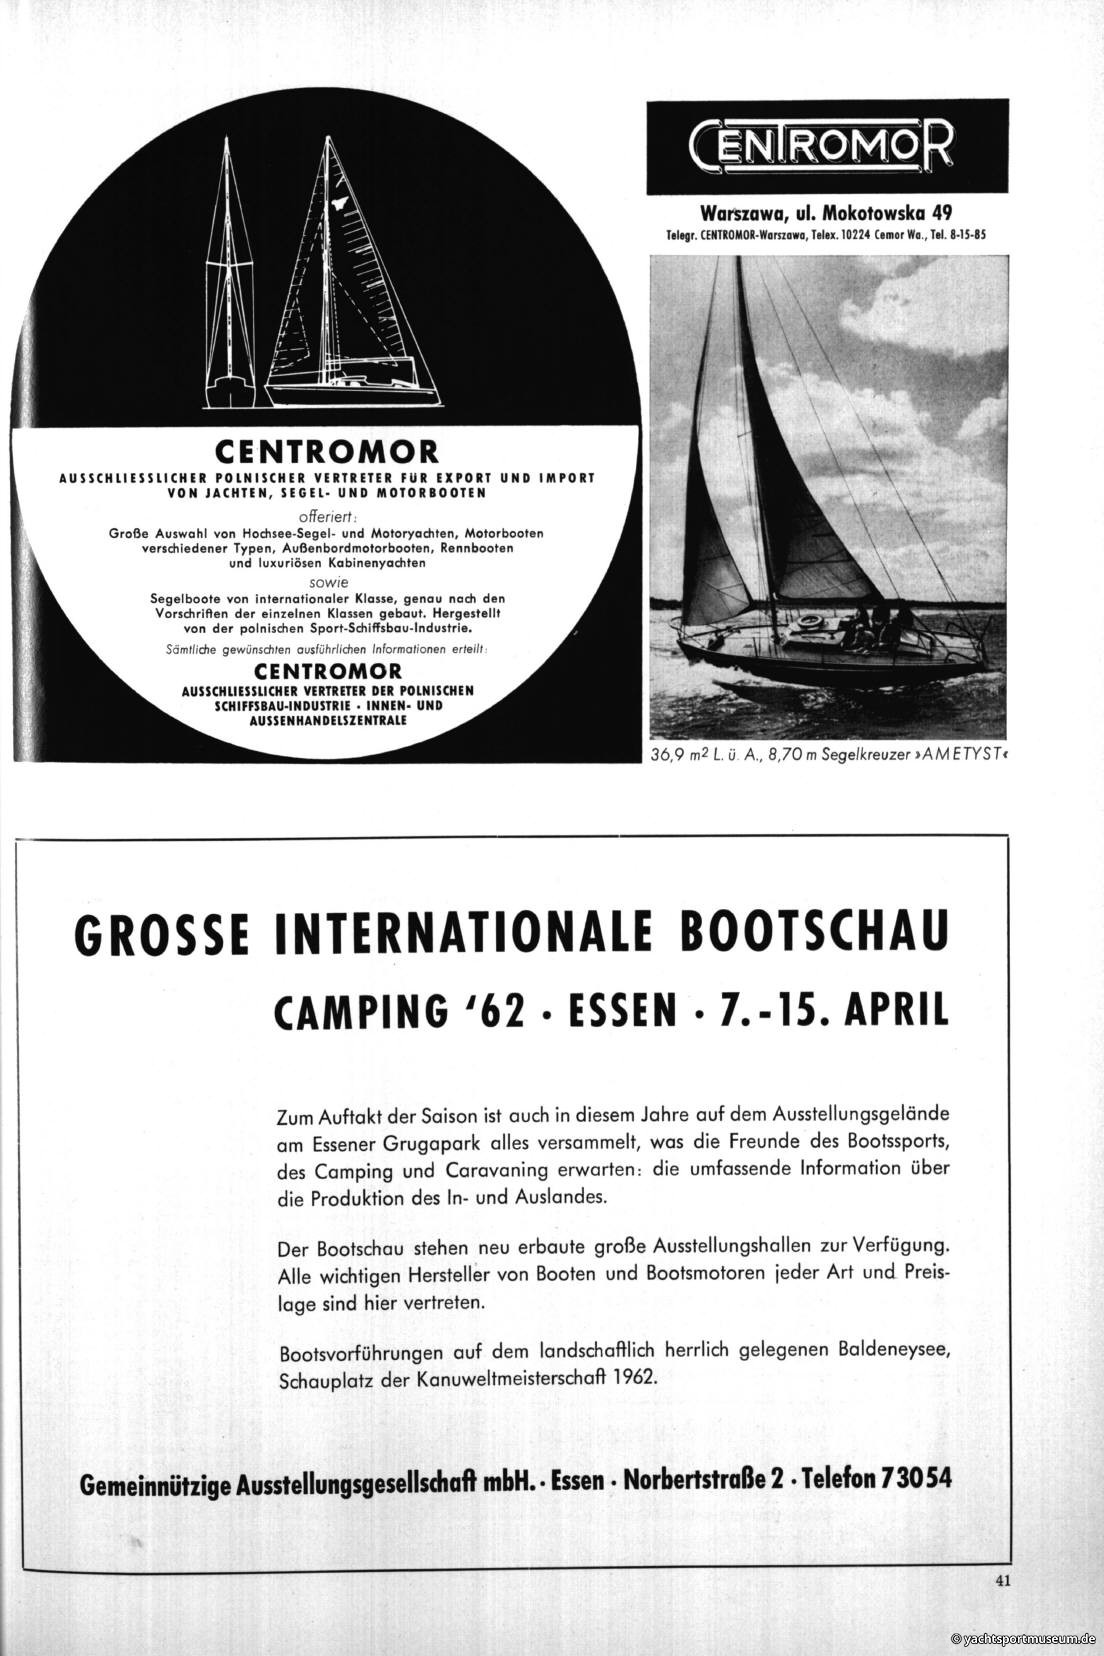 CENTROMOR
AUSSCHLIESSLICHER POLNISCHER VERTRETER FÜR EXPORT UND IMPORT
VON JACHTEN, SEGEL- UND MOTORBOOTEN
offeriert:
Große Auswahl von Hochsee-Segel- und Motoryachten, Motorbooten
verschiedener Typen, Außenbordmotorbooten, Rennbooten
und luxuriösen Kabinenyachten
sowie
Segelboote von internationaler Klasse, genau nach den
Vorschriften der einzelnen Klassen gebaut. Hergestellt
von der polnischen Sport-Schiffsbau-Industrie.
Sämtliche gewünschten ausführlichen Informationen erteilt:
CENTROMOR
AUSSCHLIESSLICHER VERTRETER DER POLNISCHEN
SCHIFFSBAU-INDUSTRIE · INNEN- UND
AUSSENHANDELSZENTRALE
CENTROMOR
Warszawa, ul. Mokotowska 49
Telegr. CENTROMOR-Warszawa, Telex. 10224 Cemor Wa., Tel. 8-15-85
36,9 m² L. ü. A., 8,70 m Segelkreuzer »AMETYST«
GROSSE INTERNATIONALE BOOTSCHAU
CAMPING '62 · ESSEN · 7.-15. APRIL
Zum Auftakt der Saison ist auch in diesem Jahre auf dem Ausstellungsgelände
am Essener Grugapark alles versammelt, was die Freunde des Bootssports,
des Camping und Caravaning erwarten: die umfassende Information über
die Produktion des In- und Auslandes.
Der Bootschau stehen neu erbaute große Ausstellungshallen zur Verfügung.
Alle wichtigen Hersteller von Booten und Bootsmotoren jeder Art und Preis-
lage sind hier vertreten.
Bootsvorführungen auf dem landschaftlich herrlich gelegenen Baldeneysee,
Schauplatz der Kanuweltmeisterschaft 1962.
Gemeinnützige Ausstellungsgesellschaft mbH. · Essen · Norbertstraße 2 · Telefon 7 30 54
41
© yachtsportmuseum.de